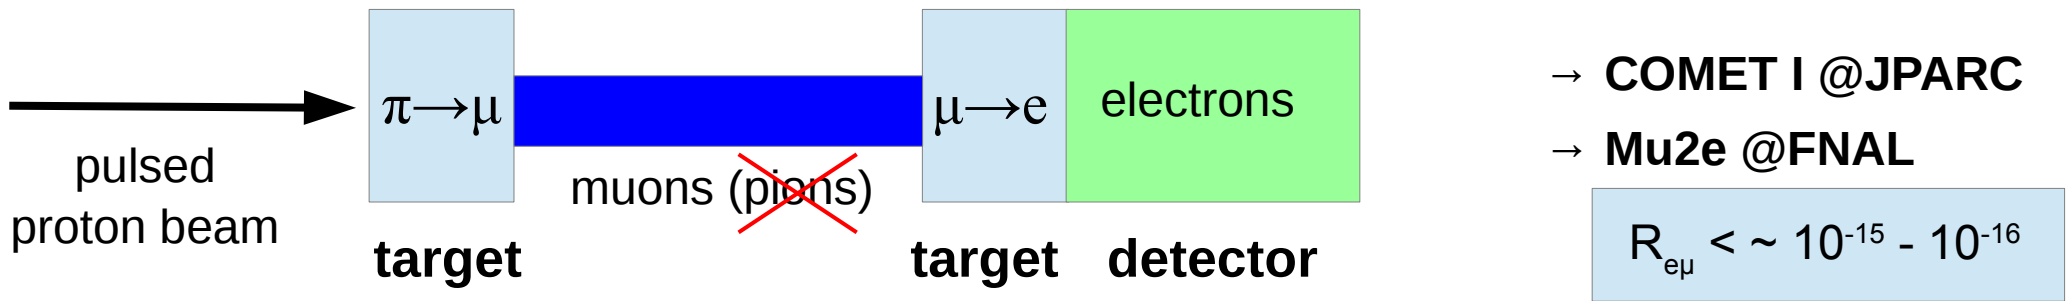 pulsed
proton beam
π→μ
target
muons (pions)
μ→e
target
electrons
detector
→ COMET I @JPARC
→ Mu2e @FNAL
R_eμ < ~ 10^-15 - 10^-16